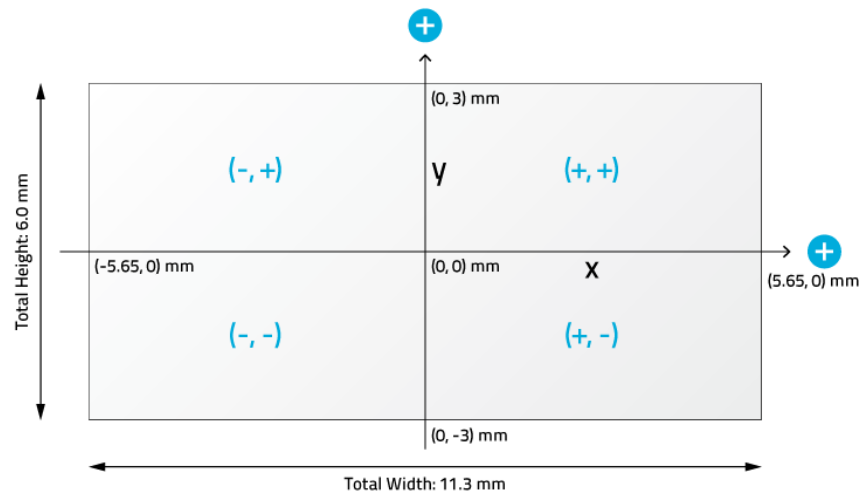 +
(0, 3) mm
(-, +)
y
(+, +)
Total Height: 6.0 mm
+
(-5.65, 0) mm
(0, 0) mm
x
(5.65, 0) mm
(-, -)
(+, -)
(0, -3) mm
Total Width: 11.3 mm